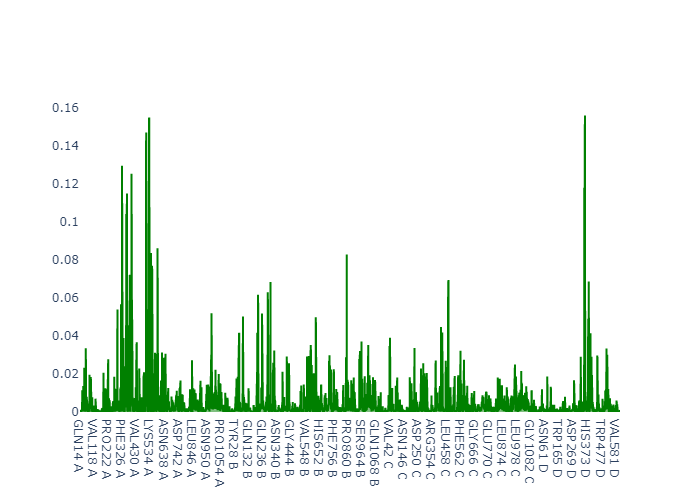 0.16
0.14
0.12
0.1
0.08
0.06
0.04
0.02
0
GLN14 A
VAL118 A
PRO222 A
PHE326 A
VAL430 A
LYS534 A
ASN638 A
ASP742 A
LEU846 A
ASN950 A
PRO1054 A
TYR28 B
GLN132 B
GLN236 B
ASN340 B
GLY444 B
VAL548 B
HIS652 B
PHE756 B
PRO860 B
SER964 B
GLN1068 B
VAL42 C
ASN146 C
ASP250 C
ARG354 C
LEU458 C
PHE562 C
GLY666 C
GLU770 C
LEU874 C
LEU978 C
GLY1082 C
ASN61 D
TRP165 D
ASP269 D
HIS373 D
TRP477 D
VAL581 D